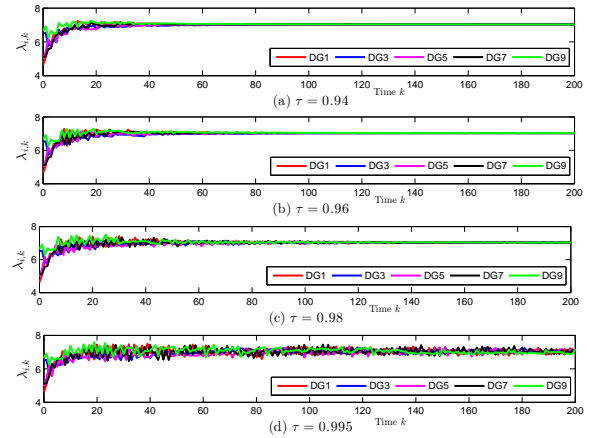 8
6
4
λi,k
0 20 40 60 80 100 120 140 160 180 200
Time k
DG1 DG3 DG5 DG7 DG9
(a) τ = 0.94
8
6
4
λi,k
0 20 40 60 80 100 120 140 160 180 200
Time k
DG1 DG3 DG5 DG7 DG9
(b) τ = 0.96
8
6
4
λi,k
0 20 40 60 80 100 120 140 160 180 200
Time k
DG1 DG3 DG5 DG7 DG9
(c) τ = 0.98
8
6
4
λi,k
0 20 40 60 80 100 120 140 160 180 200
Time k
DG1 DG3 DG5 DG7 DG9
(d) τ = 0.995